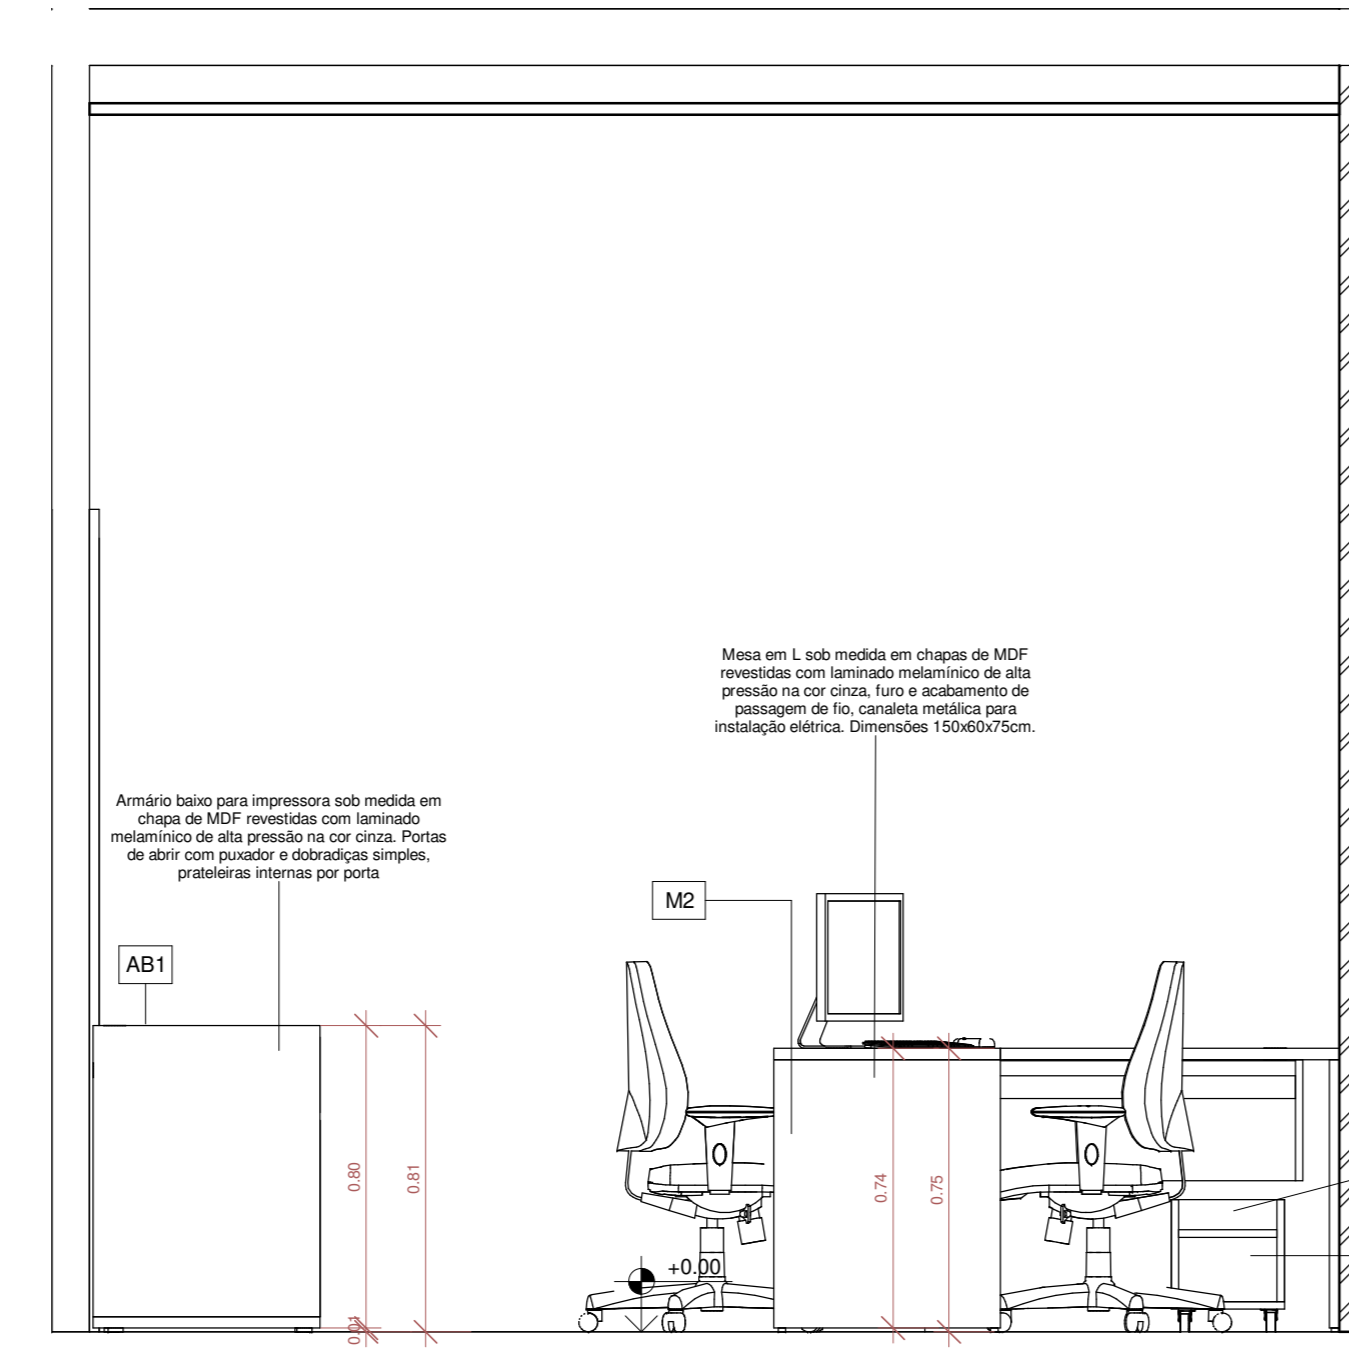 Mesa em L sob medida em chapas de MDF
revestidas com laminado melamínico de alta
pressão na cor cinza, furo e acabamento de
passagem de fio, canaleta metálica para
instalação elétrica. Dimensões 150x60x75cm.
Armário baixo para impressora sob medida em
chapa de MDF revestidas com laminado
melamínico de alta pressão na cor cinza. Portas
de abrir com puxador e dobradiças simples,
prateleiras internas por porta
M2
AB1
0.80
0.81
0.74
0.75
+0.00
0.01